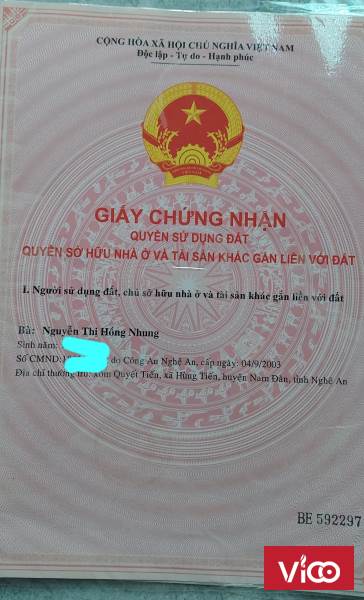 CỘNG HÒA XÃ HỘI CHỦ NGHĨA VIỆT NAM
Độc lập - Tự do - Hạnh phúc
GIẤY CHỨNG NHẬN
QUYỀN SỬ DỤNG ĐẤT
QUYỀN SỞ HỮU NHÀ Ở VÀ TÀI SẢN KHÁC GẮN LIỀN VỚI ĐẤT
I. Người sử dụng đất, chủ sở hữu nhà ở và tài sản khác gắn liền với đất
Bà: Nguyễn Thị Hồng Nhung
Sinh năm:
Số CMND: do Công An Nghệ An, cấp ngày: 04/9/2003
Địa chỉ thường trú: xóm Quyết Tiến, xã Hùng Tiến, huyện Nam Đàn, tỉnh Nghệ An
BE 592297
ViCO